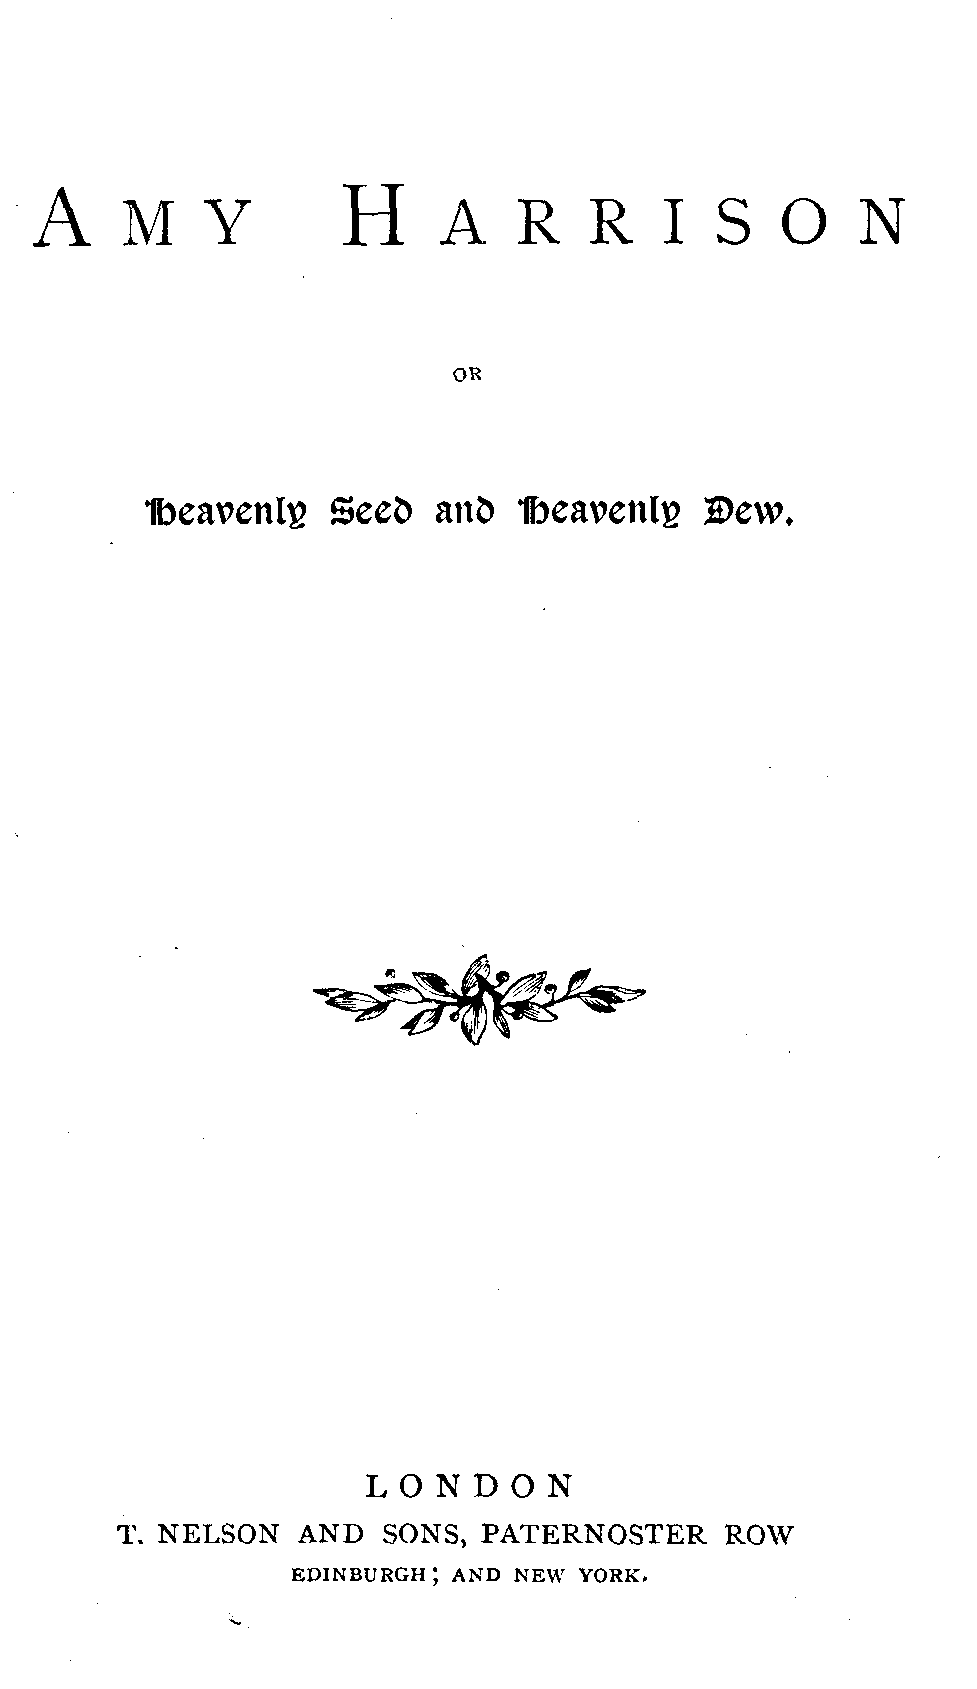 AMY HARRISON
OR
Heavenly Seed and Heavenly Dew.
LONDON
T. NELSON AND SONS, PATERNOSTER ROW
EDINBURGH; AND NEW YORK.